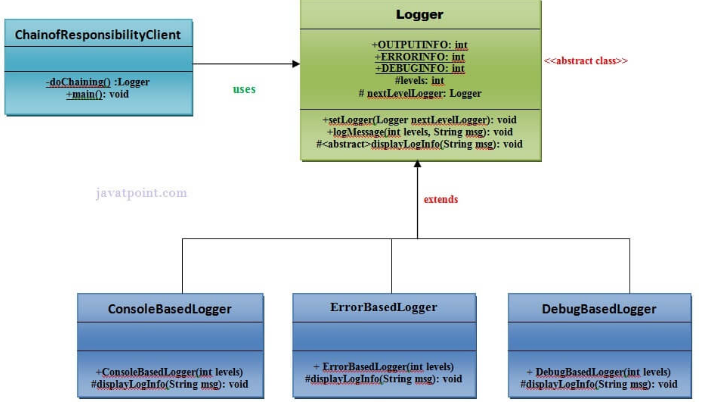 ChainofResponsibilityClient
-doChaining() :Logger
+main(): void
uses
Logger
+OUTPUTINFO: int
+ERRORINFO: int
+DEBUGINFO: int
#levels: int
# nextLevelLogger: Logger
+setLogger(Logger nextLevelLogger): void
+logMessage(int levels, String msg): void
#<abstract>displayLogInfo(String msg): void
<<abstract class>>
javatpoint.com
extends
ConsoleBasedLogger
+ConsoleBasedLogger(int levels)
#displayLogInfo(String msg): void
ErrorBasedLogger
+ ErrorBasedLogger(int levels)
#displayLogInfo(String msg): void
DebugBasedLogger
+ DebugBasedLogger(int levels)
#displayLogInfo(String msg): void